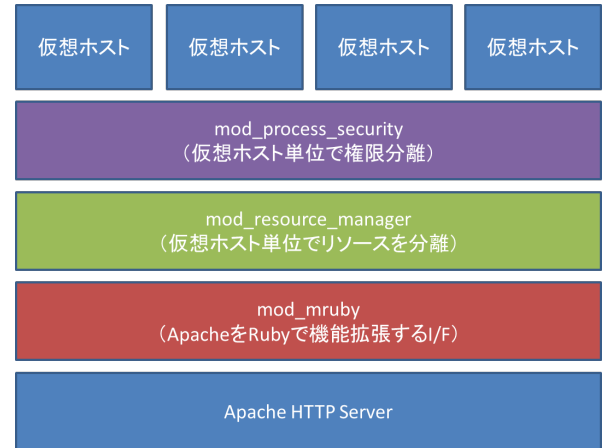 仮想ホスト
仮想ホスト
仮想ホスト
仮想ホスト
mod_process_security
（仮想ホスト単位で権限分離）
mod_resource_manager
（仮想ホスト単位でリソースを分離）
mod_mruby
（ApacheをRubyで機能拡張するI/F）
Apache HTTP Server